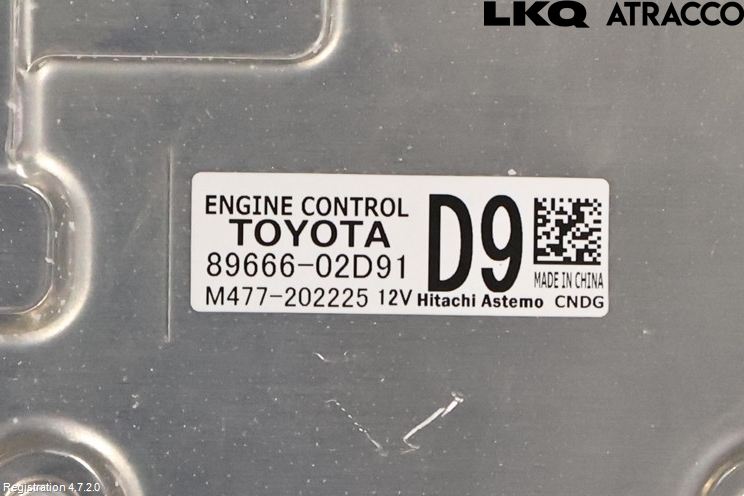 LKQ ATRACCO
ENGINE CONTROL
TOYOTA
89666-02D91
D9
MADE IN CHINA
M477-202225 12V Hitachi Astemo CNDG
Registration 4.7.2.0